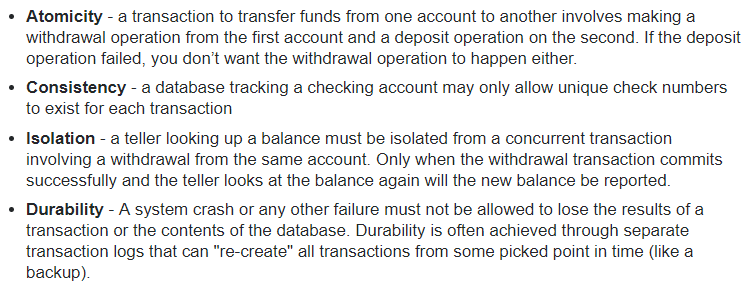 • Atomicity - a transaction to transfer funds from one account to another involves making a
withdrawal operation from the first account and a deposit operation on the second. If the deposit
operation failed, you don’t want the withdrawal operation to happen either.
• Consistency - a database tracking a checking account may only allow unique check numbers
to exist for each transaction
• Isolation - a teller looking up a balance must be isolated from a concurrent transaction
involving a withdrawal from the same account. Only when the withdrawal transaction commits
successfully and the teller looks at the balance again will the new balance be reported.
• Durability - A system crash or any other failure must not be allowed to lose the results of a
transaction or the contents of the database. Durability is often achieved through separate
transaction logs that can "re-create" all transactions from some picked point in time (like a
backup).